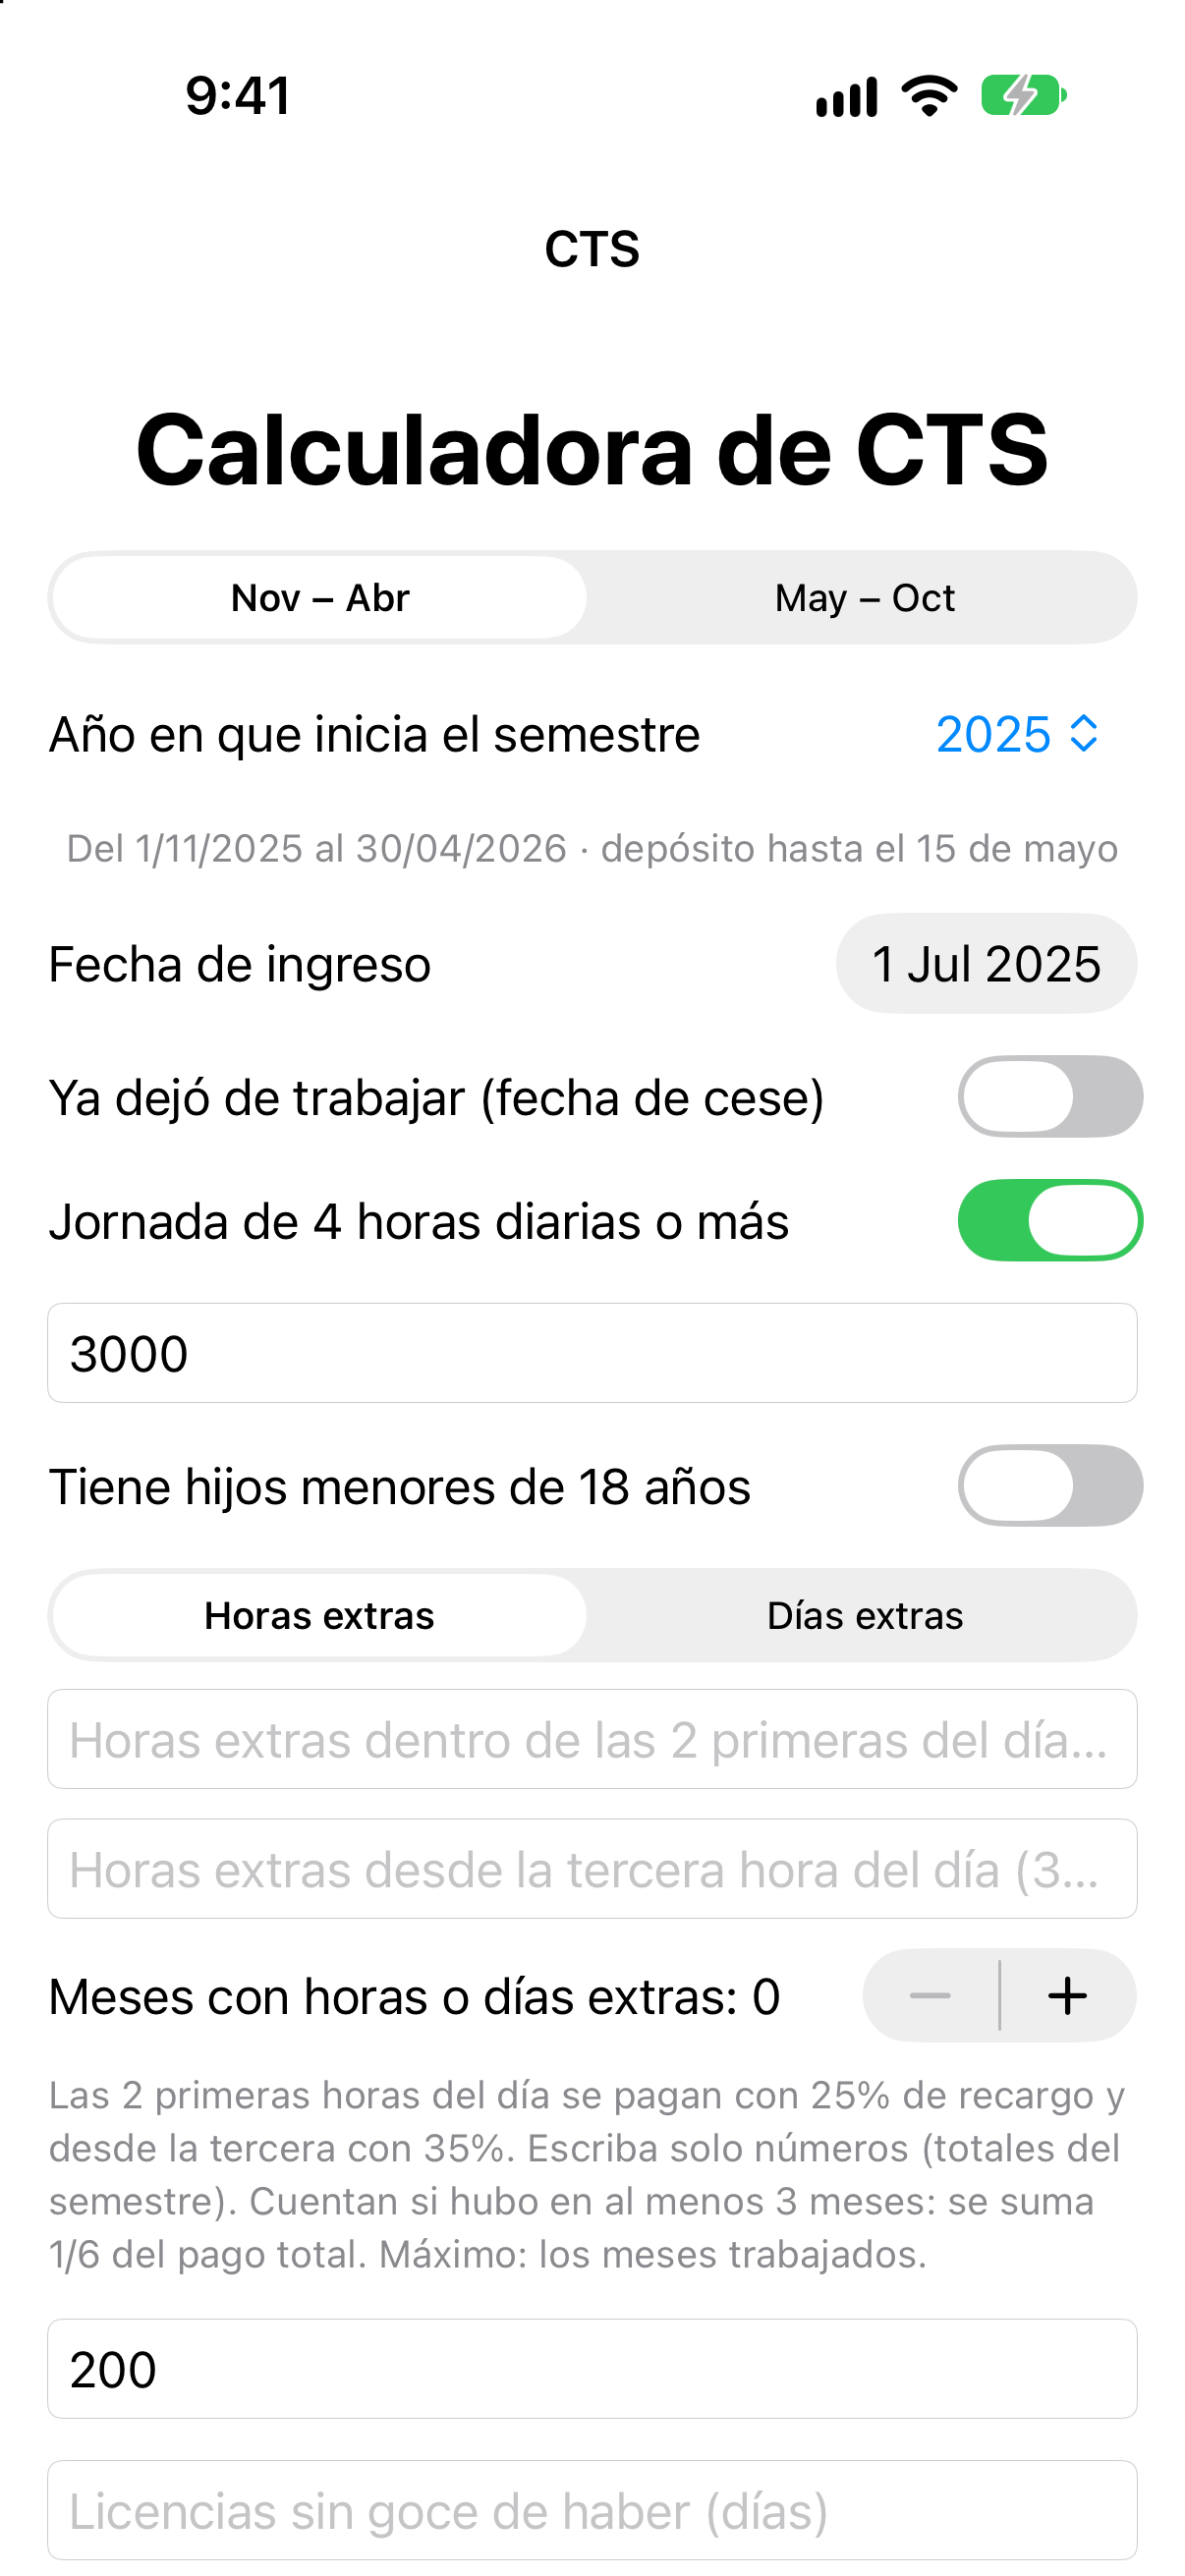 9:41
CTS
Calculadora de CTS
Nov – Abr
May – Oct
Año en que inicia el semestre
2025
Del 1/11/2025 al 30/04/2026 · depósito hasta el 15 de mayo
Fecha de ingreso
1 Jul 2025
Ya dejó de trabajar (fecha de cese)
Jornada de 4 horas diarias o más
3000
Tiene hijos menores de 18 años
Horas extras
Días extras
Horas extras dentro de las 2 primeras del día...
Horas extras desde la tercera hora del día (3...
Meses con horas o días extras: 0
Las 2 primeras horas del día se pagan con 25% de recargo y
desde la tercera con 35%. Escriba solo números (totales del
semestre). Cuentan si hubo en al menos 3 meses: se suma
1/6 del pago total. Máximo: los meses trabajados.
200
Licencias sin goce de haber (días)